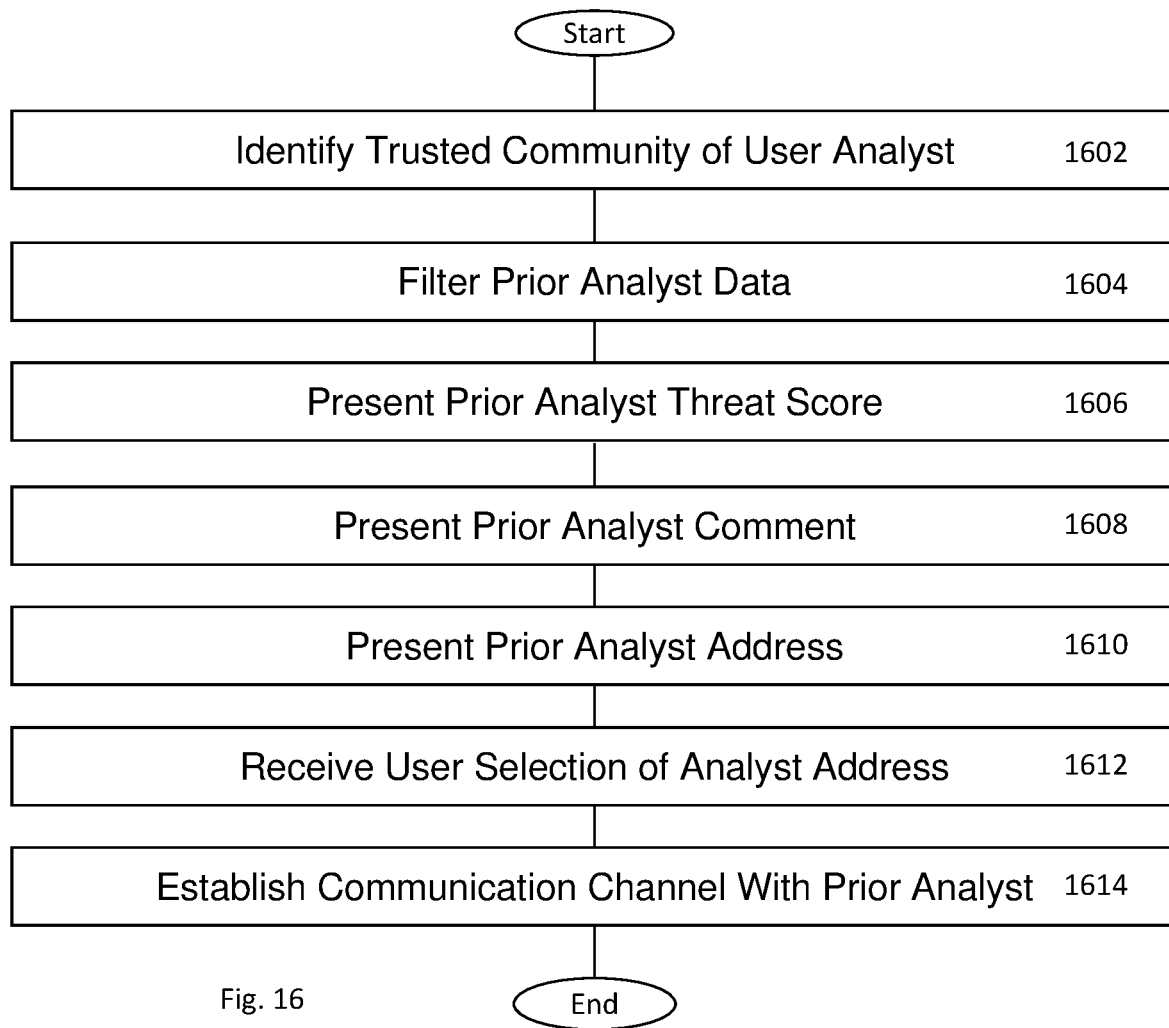 Start
Identify Trusted Community of User Analyst 1602
Filter Prior Analyst Data 1604
Present Prior Analyst Threat Score 1606
Present Prior Analyst Comment 1608
Present Prior Analyst Address 1610
Receive User Selection of Analyst Address 1612
Establish Communication Channel With Prior Analyst 1614
Fig. 16
End